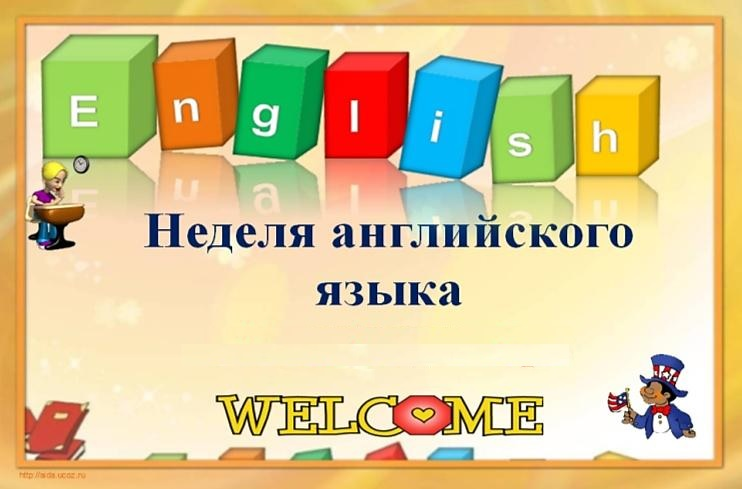 English
Неделя английского
языка
WELCOME
http://aida.ucoz.ru